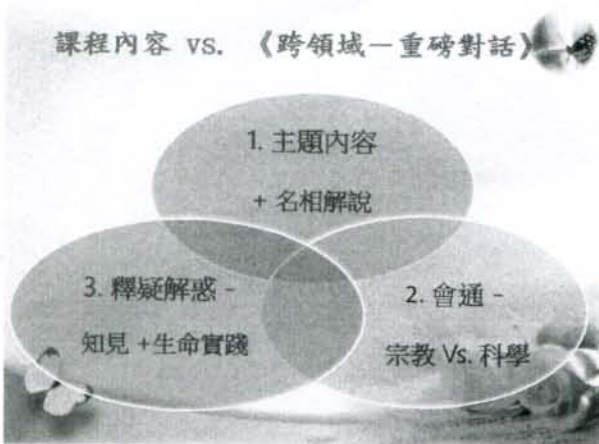 課程內容 vs. 《跨領域－重磅對話》
1. 主題內容
+ 名相解說
3. 釋疑解惑 -
知見 +生命實踐
2. 會通 -
宗教 Vs. 科學